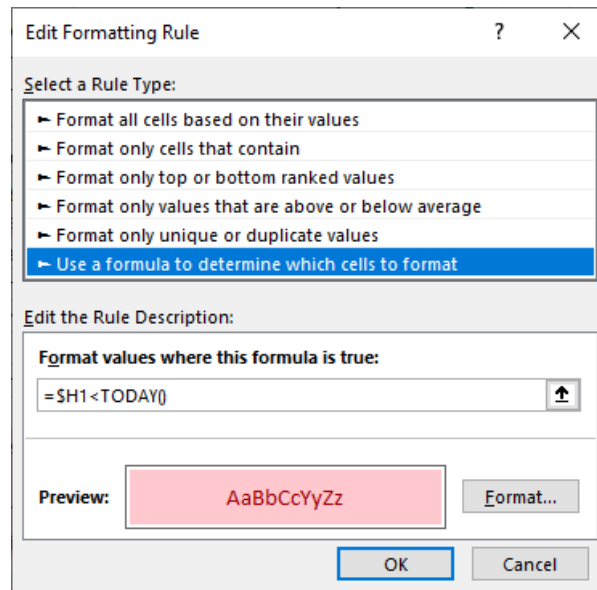 Edit Formatting Rule ? ×
Select a Rule Type:
► Format all cells based on their values
► Format only cells that contain
► Format only top or bottom ranked values
► Format only values that are above or below average
► Format only unique or duplicate values
► Use a formula to determine which cells to format
Edit the Rule Description:
Format values where this formula is true:
=$H1<TODAY()
Preview: AaBbCcYyZz Format...
OK Cancel